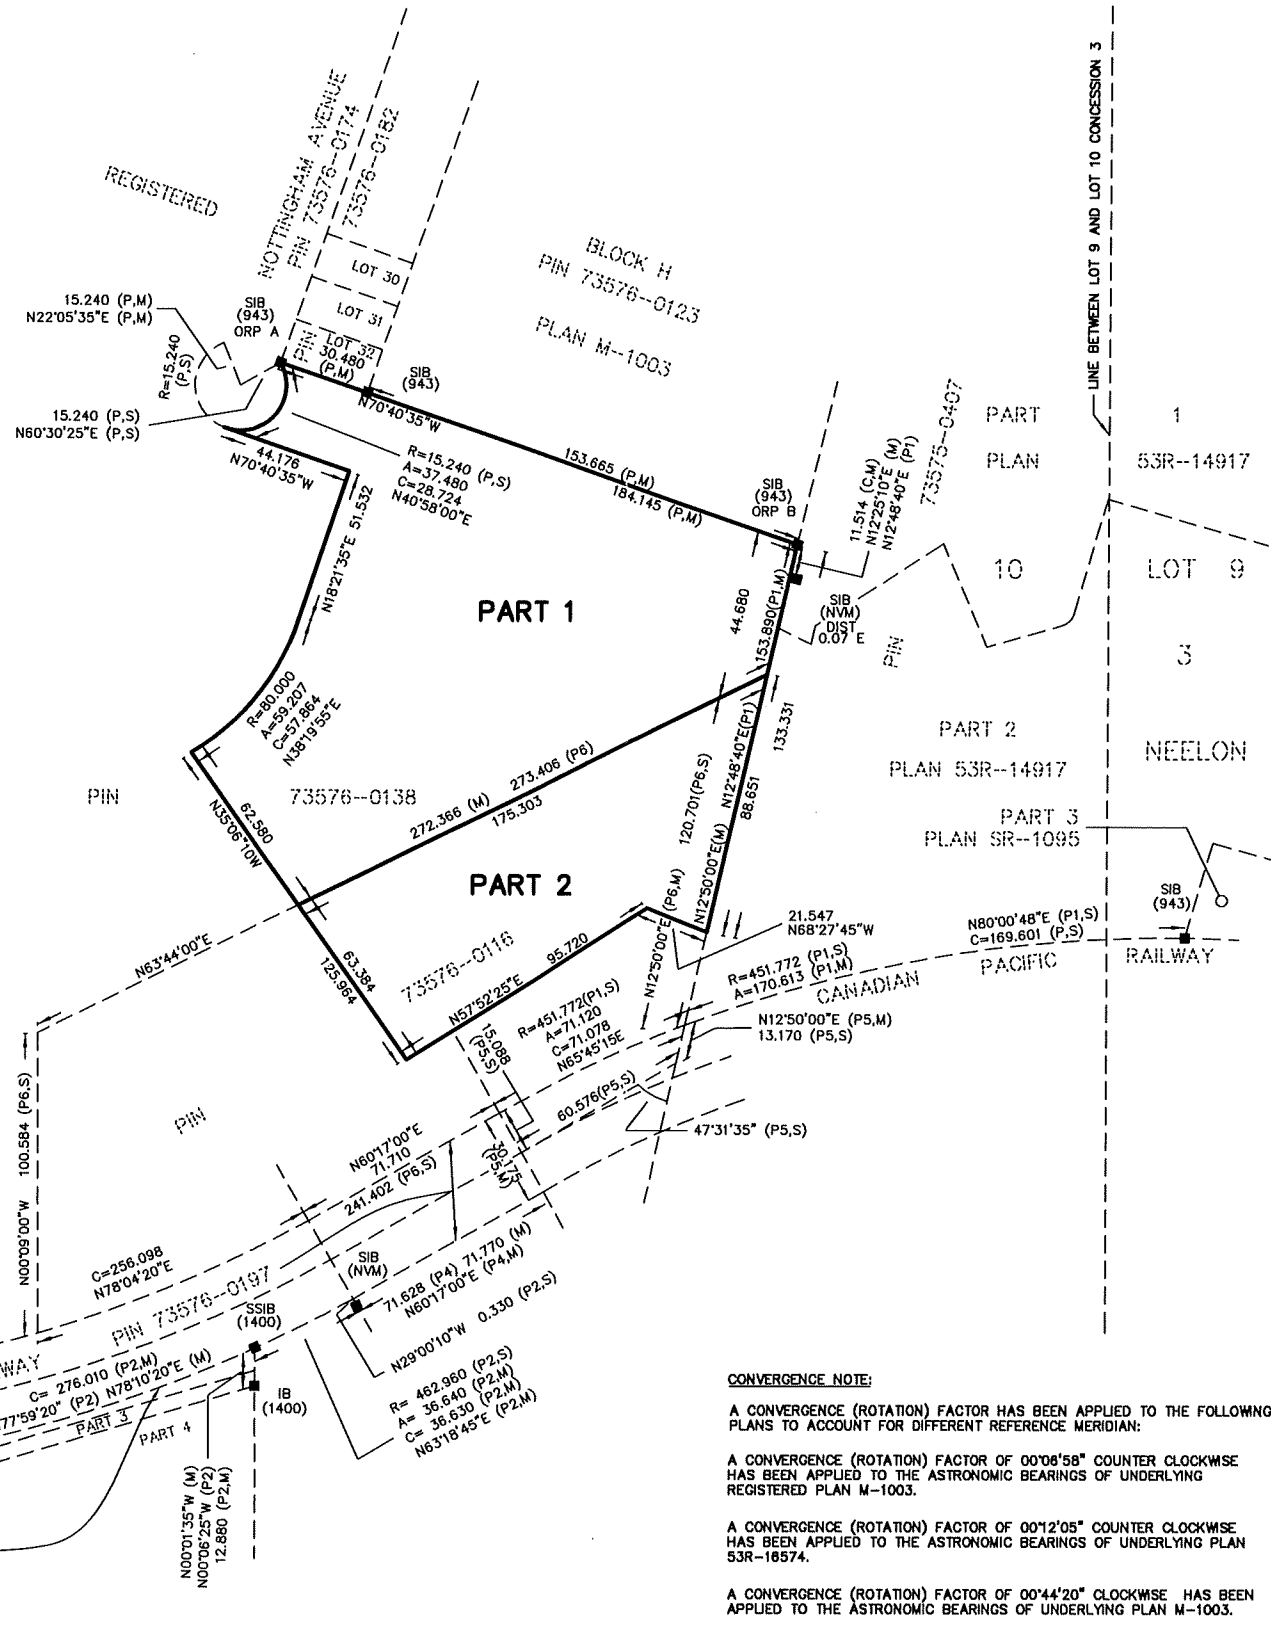 LINE BETWEEN LOT 9 AND LOT 10 CONCESSION 3
REGISTERED
NOTTINGHAM AVENUE
PIN 73576--0174
73576--0182
PIN
LOT 30
LOT 31
LOT 32
30.480
(P,M)
BLOCK H
PIN 73576--0123
PLAN M--1003
15.240 (P,M)
N22°05'35"E (P,M)
SIB
(943)
ORP A
R=15.240
(P,S)
15.240 (P,S)
N60°30'25"E (P,S)
SIB
(943)
N70°40'35"W
153.665 (P,M)
184.145 (P,M)
44.176
N70°40'35"W
R=15.240 (P,S)
A=37.480
C=28.724
N40°58'00"E
SIB
(943)
ORP B
11.514 (C,M)
N12°25'10"E (M)
N12°48'40"E (P1)
73575--0407
PART 1
PLAN 53R--14917
10 LOT 9
3
NEELON
N18°21'35"E 51.532
PART 1
44.680
153.890(P1,M)
SIB
(NVM)
DIST
0.07 E
PIN
R=80.000
A=59.207
C=57.864
N38°19'55"E
PART 2
PLAN 53R--14917
PART 3
PLAN SR--1095
PIN
73576--0138
62.580
N35°06'10W
272.366 (M) 273.406 (P6)
175.303
120.701(P6,S)
N12°48'40"E(P1)
133.331
88.651
N12°50'00"E(M)
PART 2
73576--0116
N63°44'00"E
63.384
125.964
N57°52'25"E 95.720
N12°50'00"E (P6,M)
21.547
N68°27'45"W
SIB
(943)
N80°00'48"E (P1,S)
C=169.601 (P,S)
R=451.772 (P1,S)
A=170.613 (P1,M)
CANADIAN PACIFIC RAILWAY
N12°50'00"E (P5,M)
13.170 (P5,S)
15.088
(P5,S)
R=451.772(P1,S)
A=71.120
C=71.078
N65°45'15E
60.576(P5,S)
47°31'35" (P5,S)
30.175
(P5,M)
PIN
N00°09'00"W 100.584 (P6,S)
N60°17'00"E
71.710
241.402 (P6,S)
C=256.098
N78°04'20"E
PIN 73576--0197
SIB
(NVM)
71.628 (P4) 71.770 (M)
N60°17'00"E (P4,M)
N29°00'10"W 0.330 (P2,S)
SSIB
(1400)
WAY
C= 276.010 (P2,M)
77°59'20" (P2) N78°10'20"E (M)
PART 3
PART 4
IB
(1400)
R= 462.960 (P2,S)
A= 36.640 (P2,M)
C= 36.630 (P2,M)
N63°18'45"E (P2,M)
N00°01'35"W (M)
N00°06'25"W (P2)
12.880 (P2,M)
CONVERGENCE NOTE:
A CONVERGENCE (ROTATION) FACTOR HAS BEEN APPLIED TO THE FOLLOWING
PLANS TO ACCOUNT FOR DIFFERENT REFERENCE MERIDIAN:
A CONVERGENCE (ROTATION) FACTOR OF 00°08'58" COUNTER CLOCKWISE
HAS BEEN APPLIED TO THE ASTRONOMIC BEARINGS OF UNDERLYING
REGISTERED PLAN M-1003.
A CONVERGENCE (ROTATION) FACTOR OF 00°12'05" COUNTER CLOCKWISE
HAS BEEN APPLIED TO THE ASTRONOMIC BEARINGS OF UNDERLYING PLAN
53R-16574.
A CONVERGENCE (ROTATION) FACTOR OF 00°44'20" CLOCKWISE HAS BEEN
APPLIED TO THE ASTRONOMIC BEARINGS OF UNDERLYING PLAN M-1003.